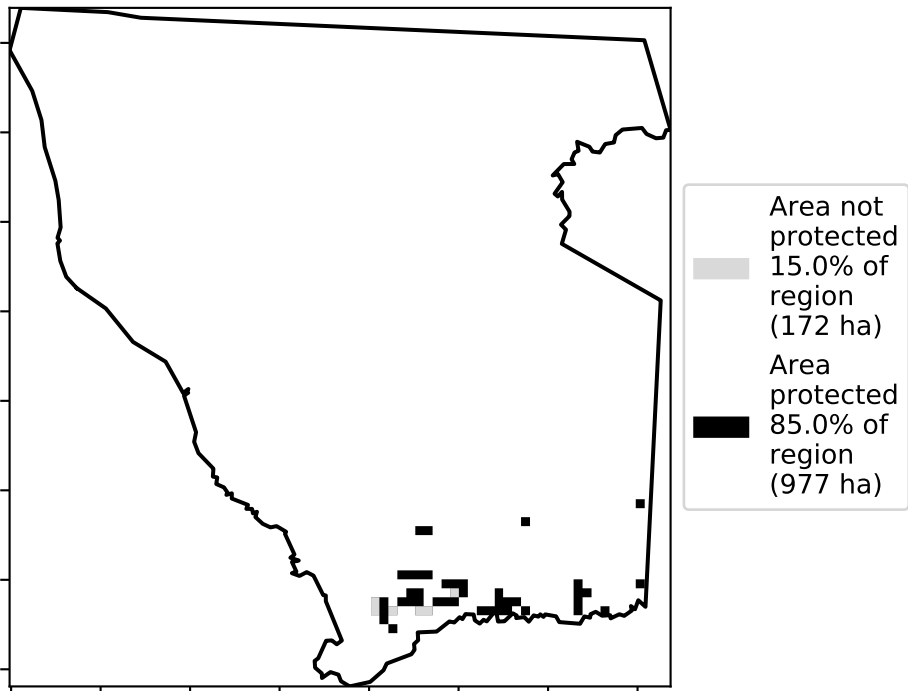 Area not
protected
15.0% of
region
(172 ha)
Area
protected
85.0% of
region
(977 ha)